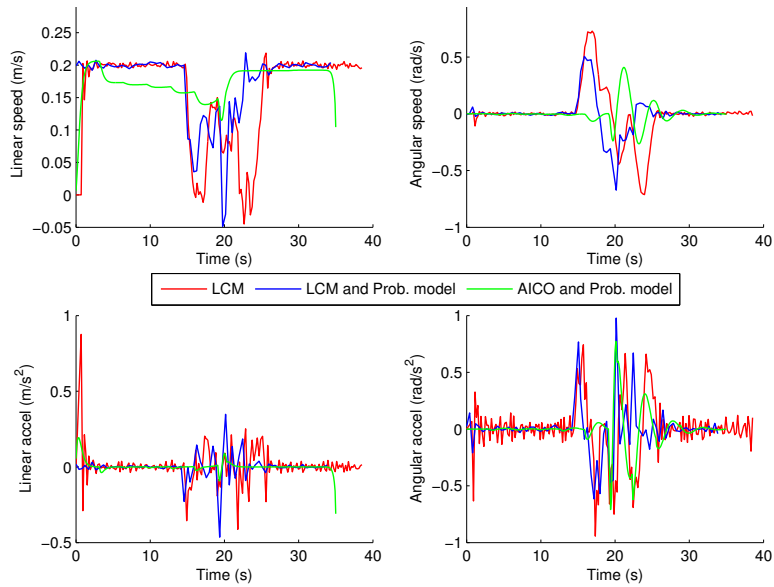 0.2
0.15
0.1
0.05
0
−0.05
Linear speed (m/s)
0 10 20 30 40
Time (s)
0.5
0
−0.5
−1
Angular speed (rad/s)
0 10 20 30 40
Time (s)
LCM LCM and Prob. model AICO and Prob. model
1
0.5
0
−0.5
Linear accel (m/s²)
0 10 20 30 40
Time (s)
1
0.5
0
−0.5
−1
Angular accel (rad/s²)
0 10 20 30 40
Time (s)